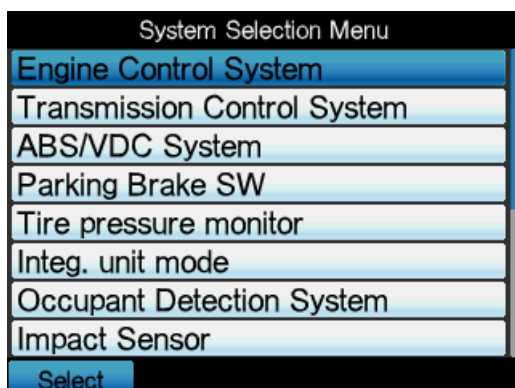 System Selection Menu
Engine Control System
Transmission Control System
ABS/VDC System
Parking Brake SW
Tire pressure monitor
Integ. unit mode
Occupant Detection System
Impact Sensor
Select